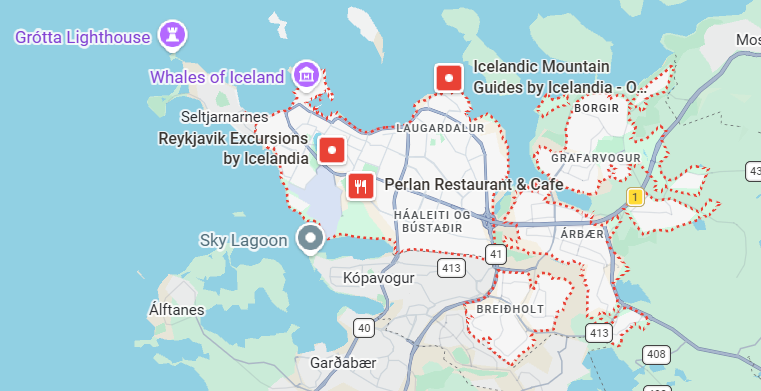 Grótta Lighthouse
Mos
Icelandic Mountain
Guides by Icelandia - O...
Whales of Iceland
BORGIR
Seltjarnarnes
LAUGARDALUR
Reykjavik Excursions
by Icelandia
GRAFARVOGUR
43
Perlan Restaurant & Cafe
1
HÁALEITI OG
BÚSTAÐIR
ÁRBÆR
Sky Lagoon
41
413
Kópavogur
Álftanes
BREIÐHOLT
40
413
408
Garðabær